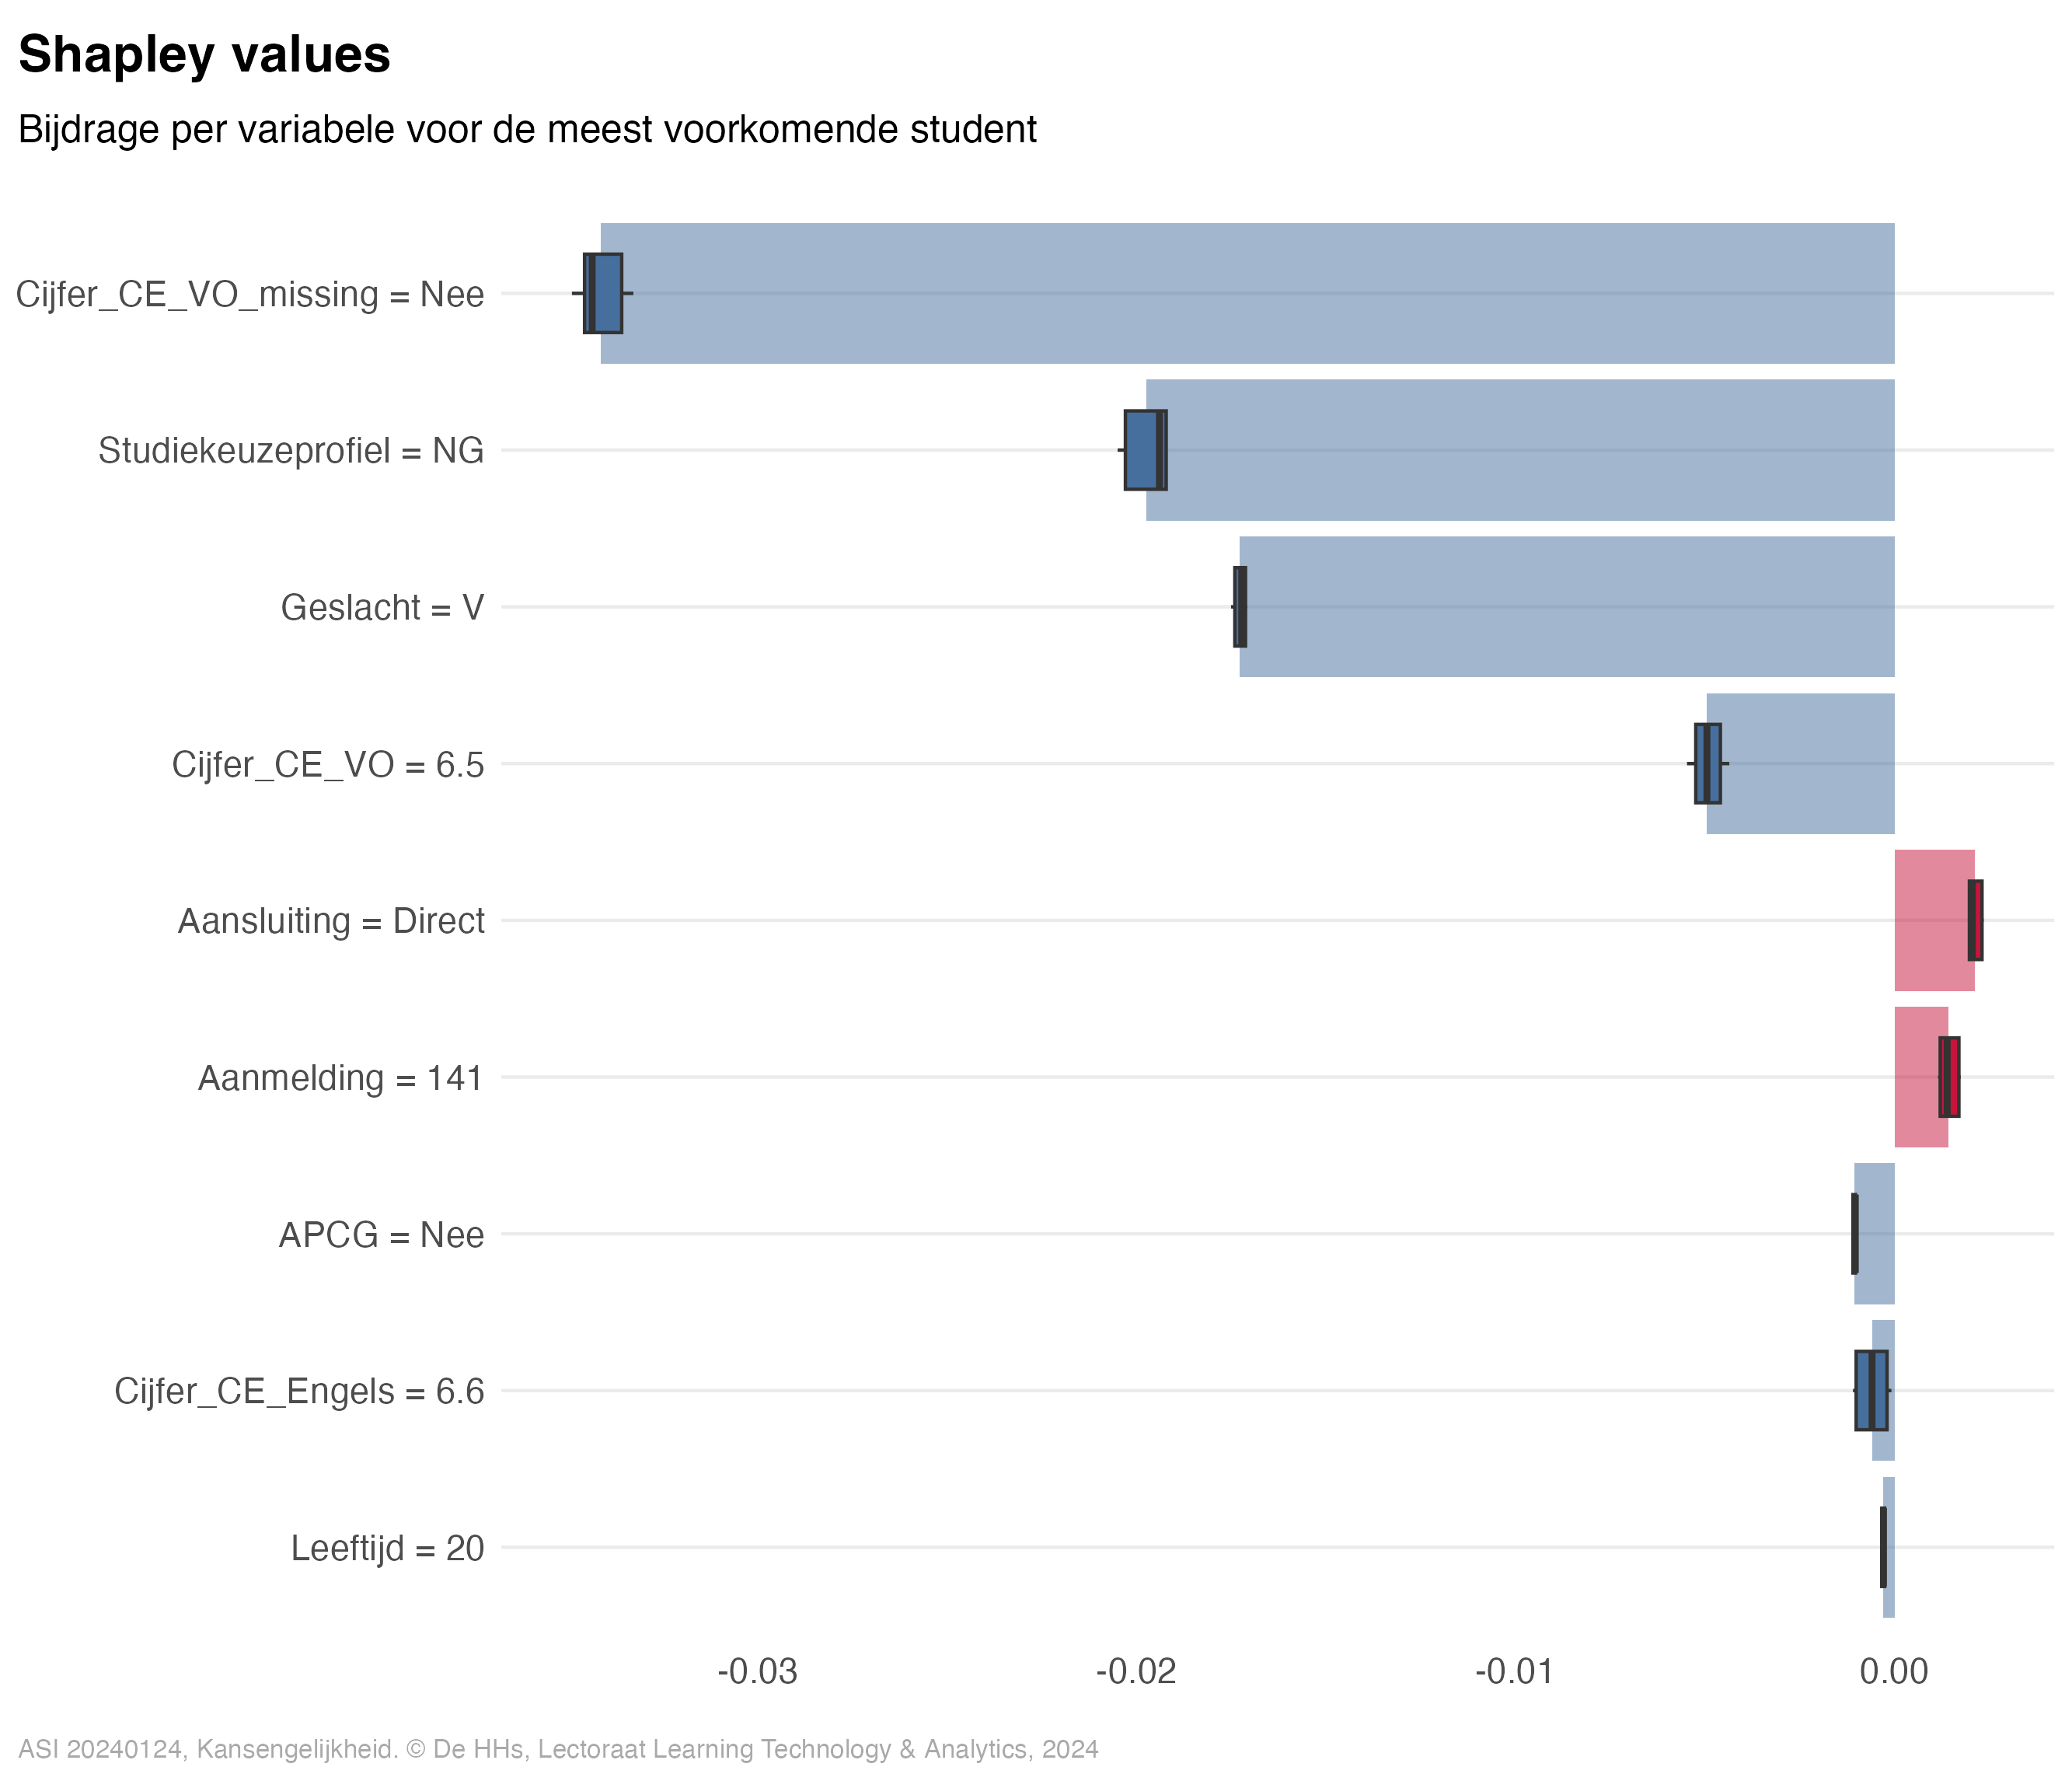 Shapley values
Bijdrage per variabele voor de meest voorkomende student
Cijfer_CE_VO_missing = Nee
Studiekeuzeprofiel = NG
Geslacht = V
Cijfer_CE_VO = 6.5
Aansluiting = Direct
Aanmelding = 141
APCG = Nee
Cijfer_CE_Engels = 6.6
Leeftijd = 20
-0.03 -0.02 -0.01 0.00
ASI 20240124, Kansengelijkheid. © De HHs, Lectoraat Learning Technology & Analytics, 2024